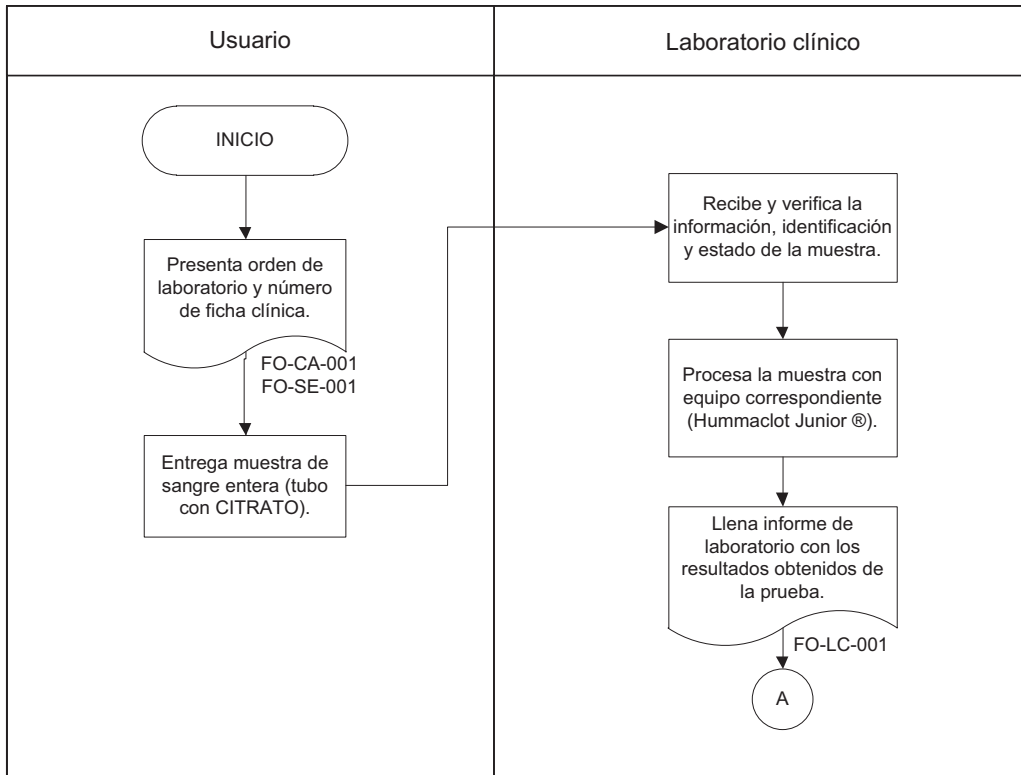 Usuario
Laboratorio clínico
INICIO
Presenta orden de
laboratorio y número
de ficha clínica.
FO-CA-001
FO-SE-001
Entrega muestra de
sangre entera (tubo
con CITRATO).
Recibe y verifica la
información, identificación
y estado de la muestra.
Procesa la muestra con
equipo correspondiente
(Hummaclot Junior ®).
Llena informe de
laboratorio con los
resultados obtenidos de
la prueba.
FO-LC-001
A